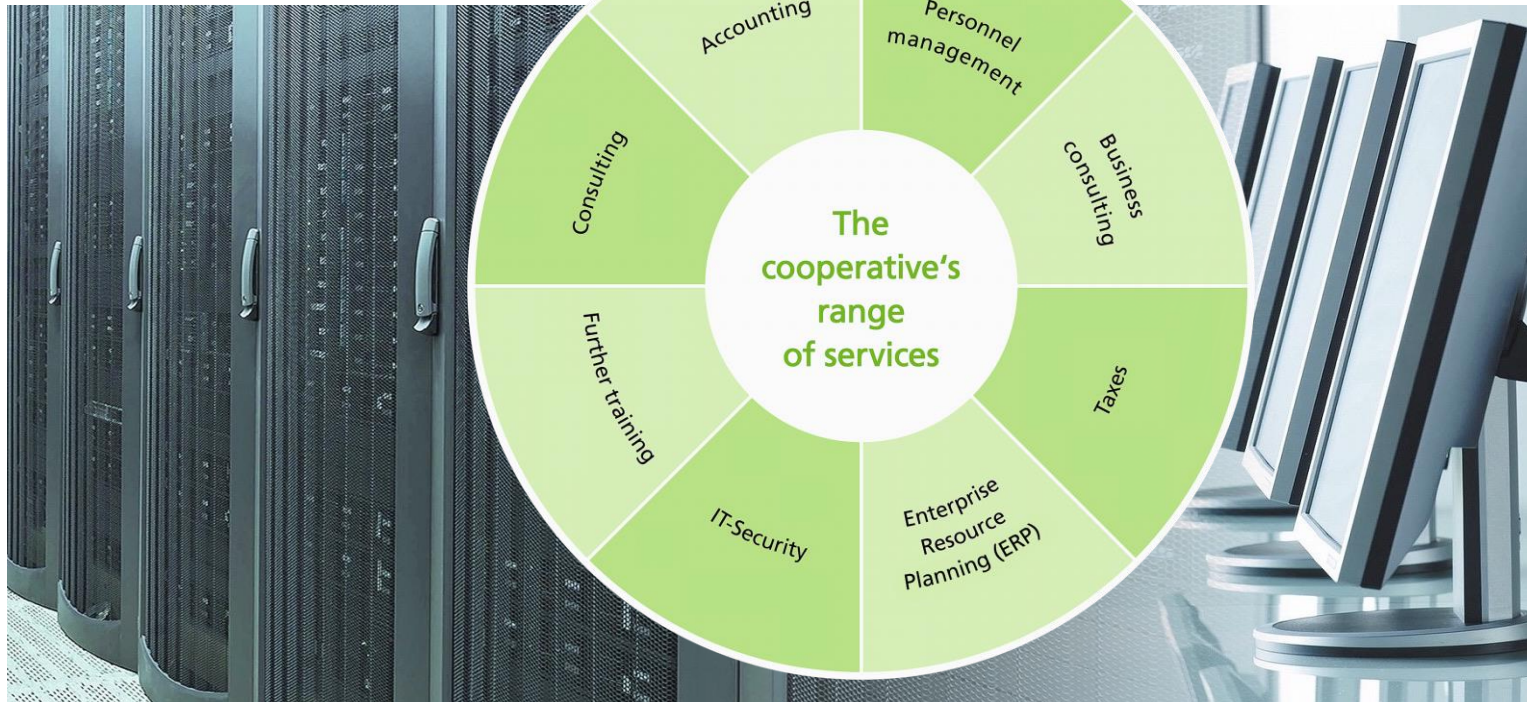 Accounting
Personnel
management
Business
consulting
Taxes
Enterprise
Resource
Planning (ERP)
IT-Security
Further training
Consulting
The
cooperative‘s
range
of services